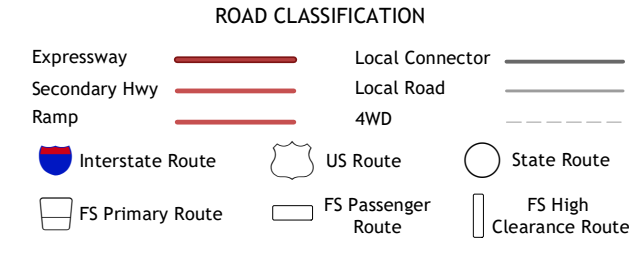 ROAD CLASSIFICATION
Expressway
Local Connector
Secondary Hwy
Local Road
Ramp
4WD
Interstate Route
US Route
State Route
FS Primary Route
FS Passenger
Route
FS High
Clearance Route